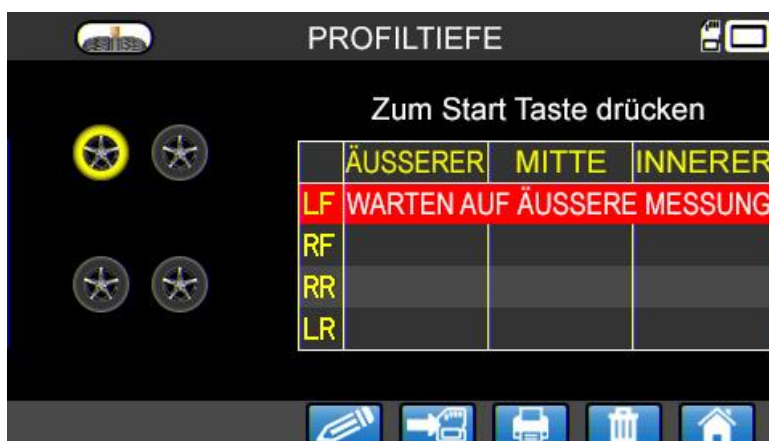 PROFILTIEFE
Zum Start Taste drücken
ÄUSSERER MITTE INNERER
LF WARTEN AUF ÄUSSERE MESSUNG
RF
RR
LR